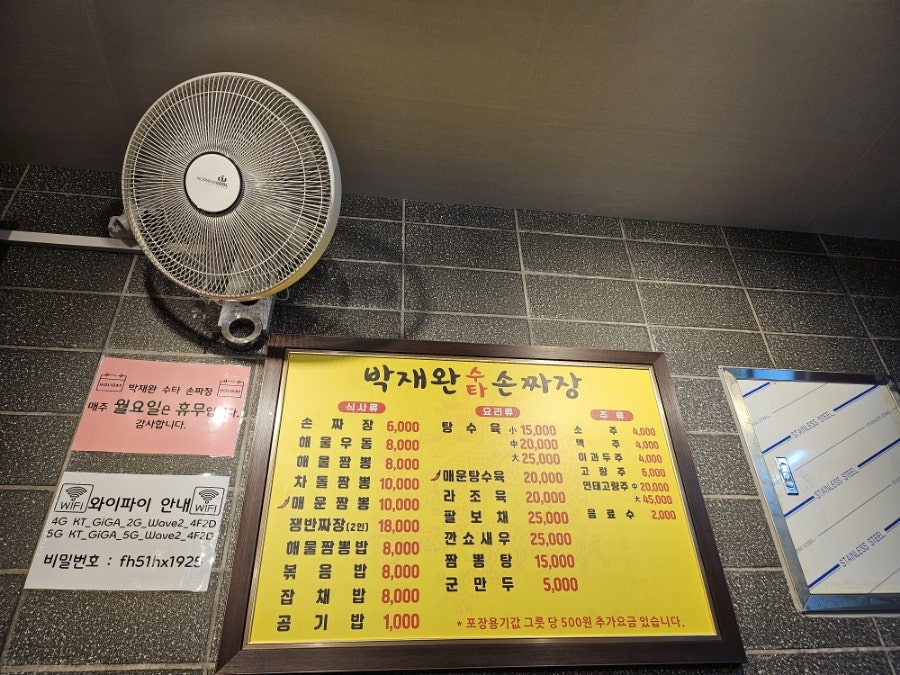 HOLIDAY
HOLIDAY
박재완 수타 손짜장
매주 월요일은 휴무입니다.
감사합니다.
WiFi 와이파이 안내 WiFi
4G KT_GiGA_2G_Wave2_4F2D
5G KT_GiGA_5G_Wave2_4F2D
비밀번호 : fh51hx1925
박재완 수타 손짜장
식사류
손짜장 6,000
해물우동 8,000
해물짬뽕 8,000
차돌짬뽕 10,000
매운짬뽕 10,000
쟁반짜장(2인) 18,000
해물짬뽕밥 8,000
볶음밥 8,000
잡채밥 8,000
공기밥 1,000
요리류
탕수육 小 15,000
中 20,000
大 25,000
매운탕수육 20,000
라조육 20,000
팔보채 25,000
깐쇼새우 25,000
짬뽕탕 15,000
군만두 5,000
주류
소주 4,000
맥주 4,000
이과두주 4,000
고량주 6,000
연태고량주 中 20,000
大 45,000
음료수 2,000
* 포장용기값 그릇 당 500원 추가요금 있습니다.
STAINLESS STEEL
STAINLESS STEEL
STAINLESS STEEL
STAINLESS STEEL